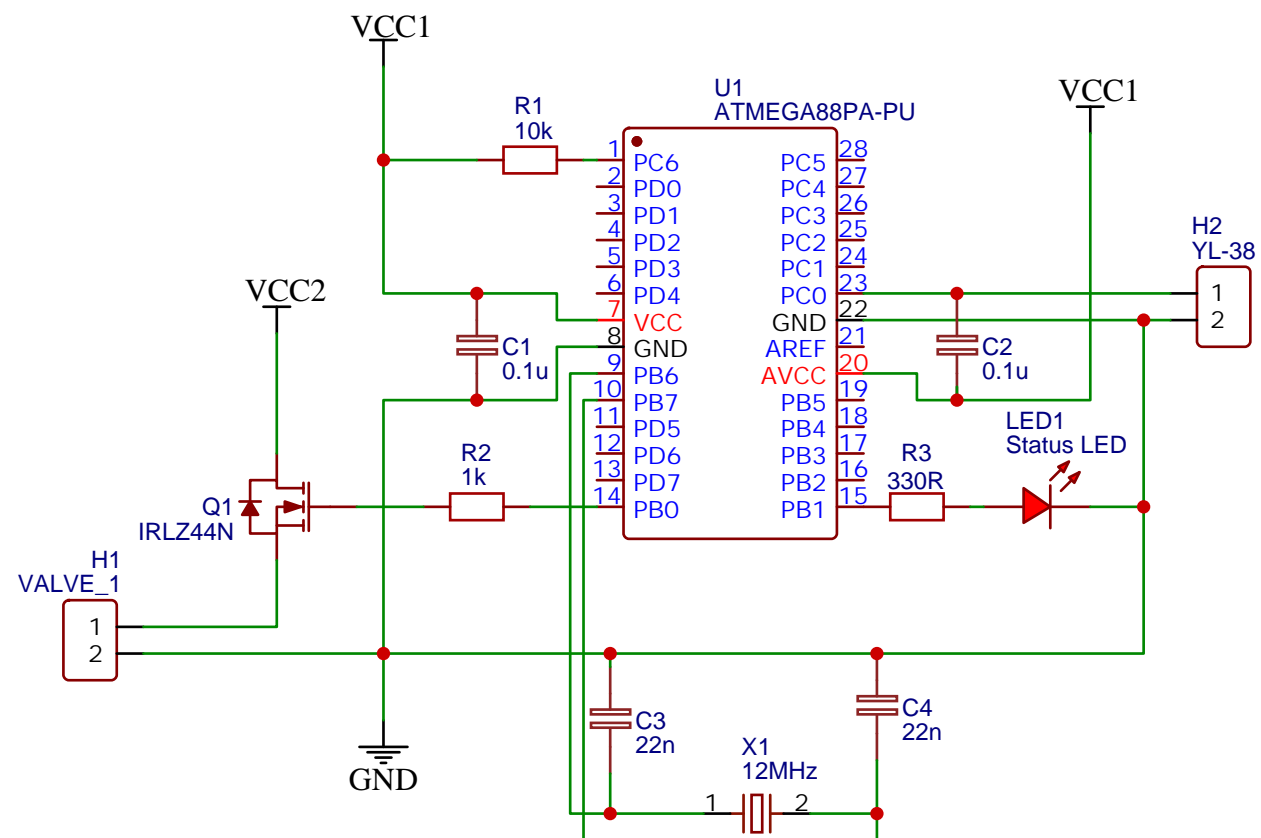 VCC1
U1
ATMEGA88PA-PU
VCC1
R1
10k
1 PC6 PC5 28
2 PD0 PC4 27
3 PD1 PC3 26
4 PD2 PC2 25
5 PD3 PC1 24
6 PD4 PC0 23
7 VCC GND 22
8 GND AREF 21
9 PB6 AVCC 20
10 PB7 PB5 19
11 PD5 PB4 18
12 PD6 PB3 17
13 PD7 PB2 16
14 PB0 PB1 15
H2
YL-38
1
2
VCC2
C1
0.1u
C2
0.1u
LED1
Status LED
R2
1k
R3
330R
Q1
IRLZ44N
H1
VALVE_1
1
2
C3
22n
C4
22n
GND
X1
12MHz
1 2